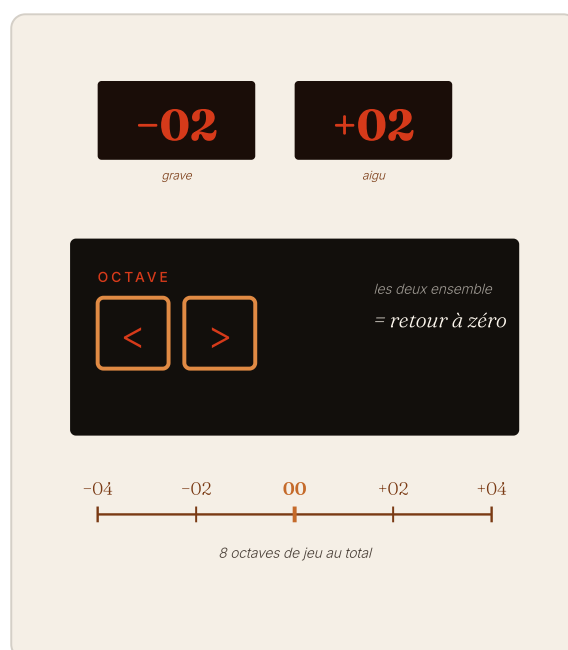 −02 +02
grave aigu
OCTAVE
les deux ensemble
< >
= retour à zéro
−04 −02 00 +02 +04
8 octaves de jeu au total